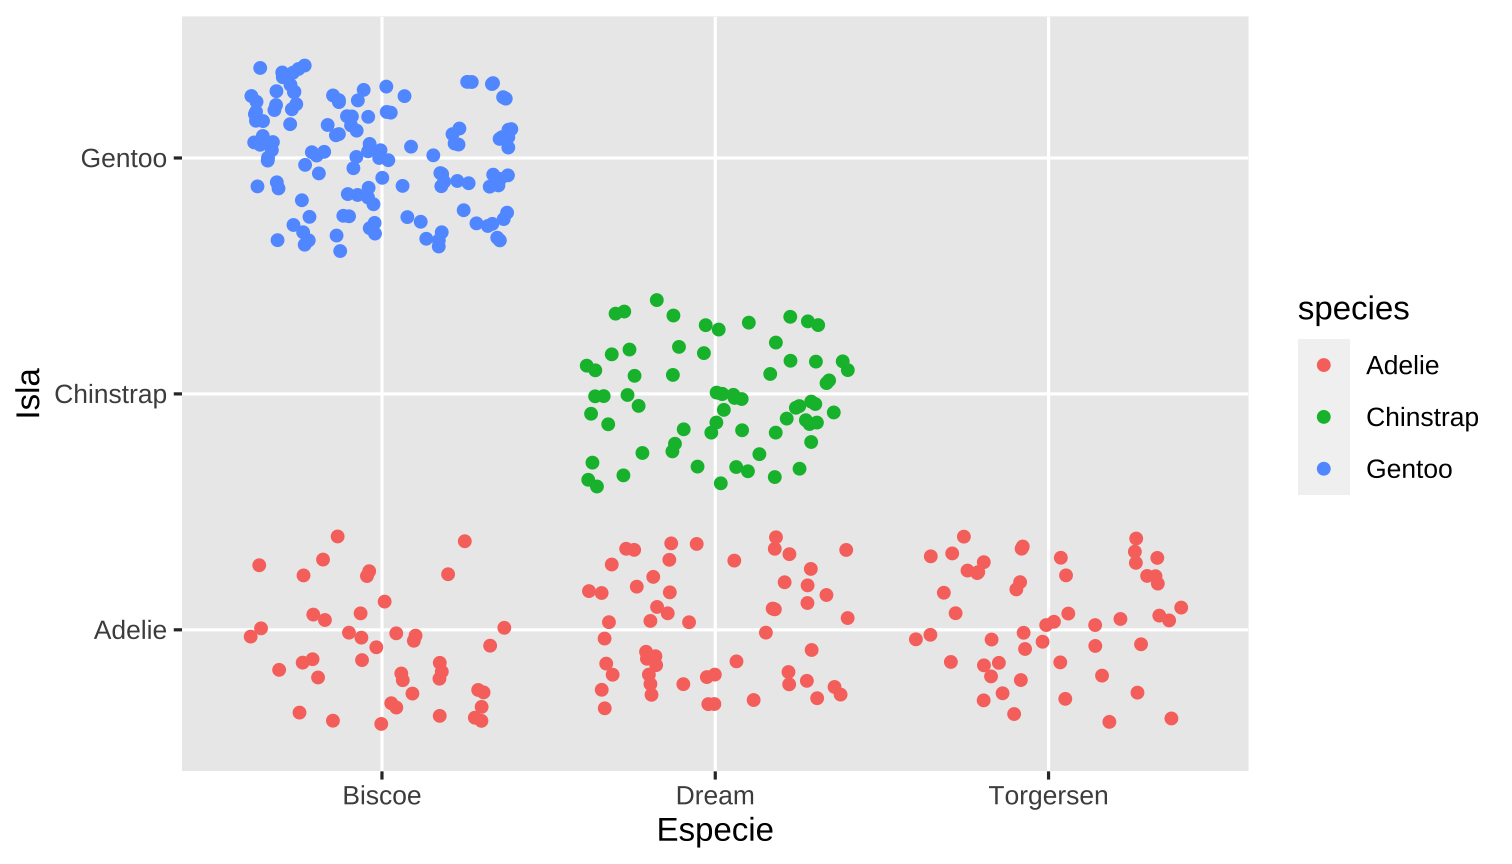 Gentoo
Chinstrap
Adelie
Isla
Biscoe
Dream
Torgersen
Especie
species
Adelie
Chinstrap
Gentoo